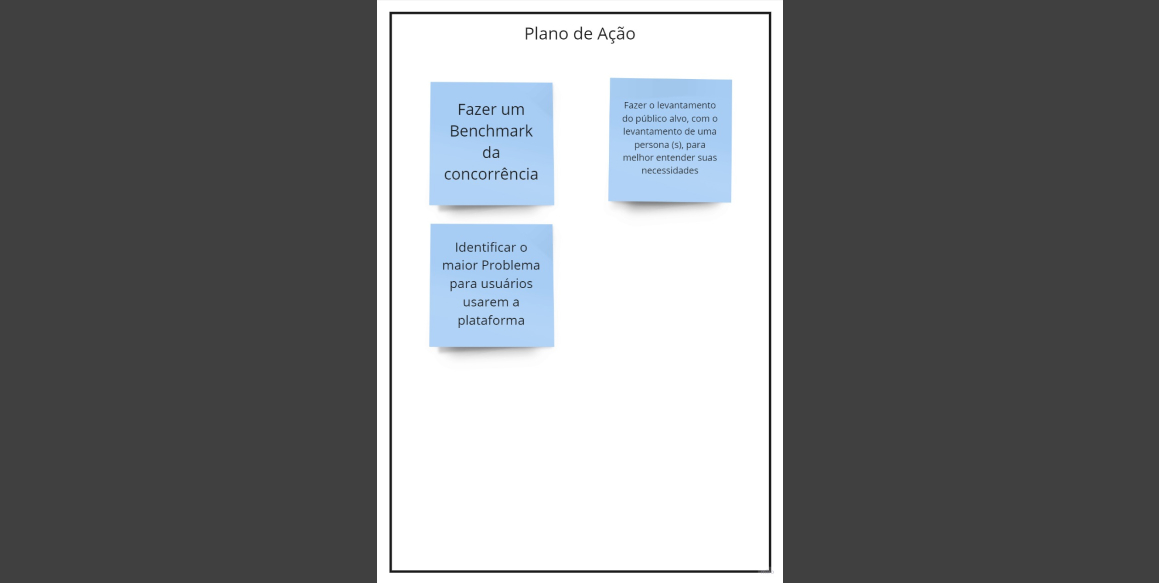 Plano de Ação
Fazer um
Benchmark
da
concorrência
Fazer o levantamento
do público alvo, com o
levantamento de uma
persona (s), para
melhor entender suas
necessidades
Identificar o
maior Problema
para usuários
usarem a
plataforma